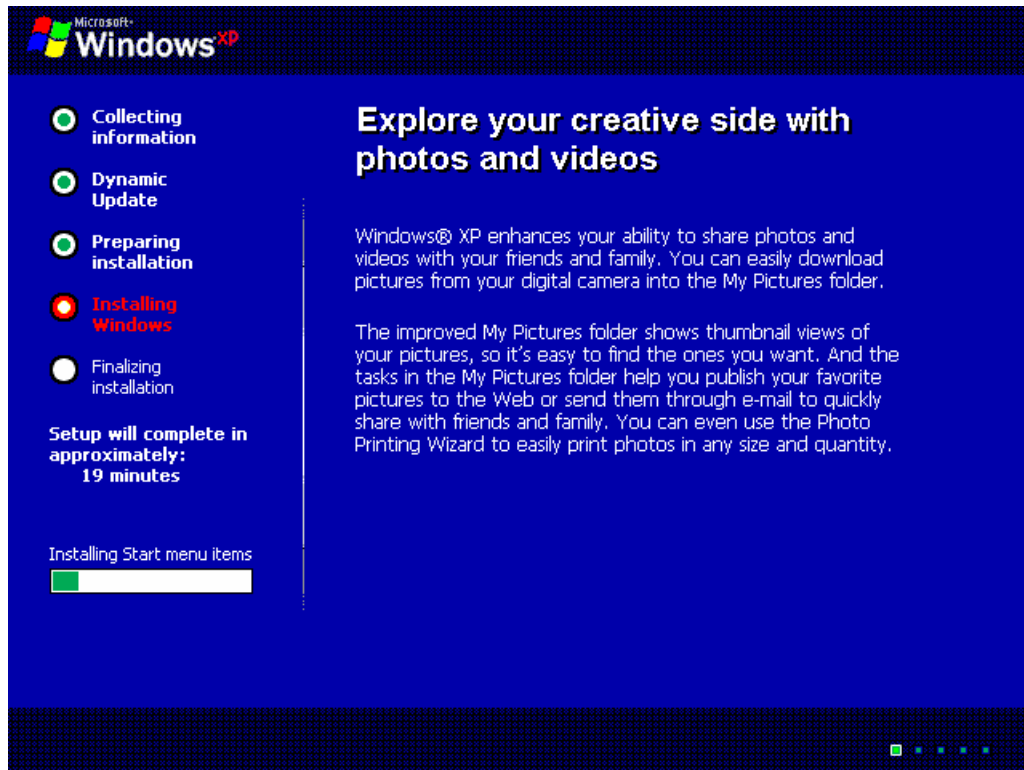 Microsoft®
Windows xp
Collecting
information
Dynamic
Update
Preparing
installation
Installing
Windows
Finalizing
installation
Setup will complete in
approximately:
19 minutes
Installing Start menu items
Explore your creative side with
photos and videos
Windows® XP enhances your ability to share photos and
videos with your friends and family. You can easily download
pictures from your digital camera into the My Pictures folder.
The improved My Pictures folder shows thumbnail views of
your pictures, so it's easy to find the ones you want. And the
tasks in the My Pictures folder help you publish your favorite
pictures to the Web or send them through e-mail to quickly
share with friends and family. You can even use the Photo
Printing Wizard to easily print photos in any size and quantity.